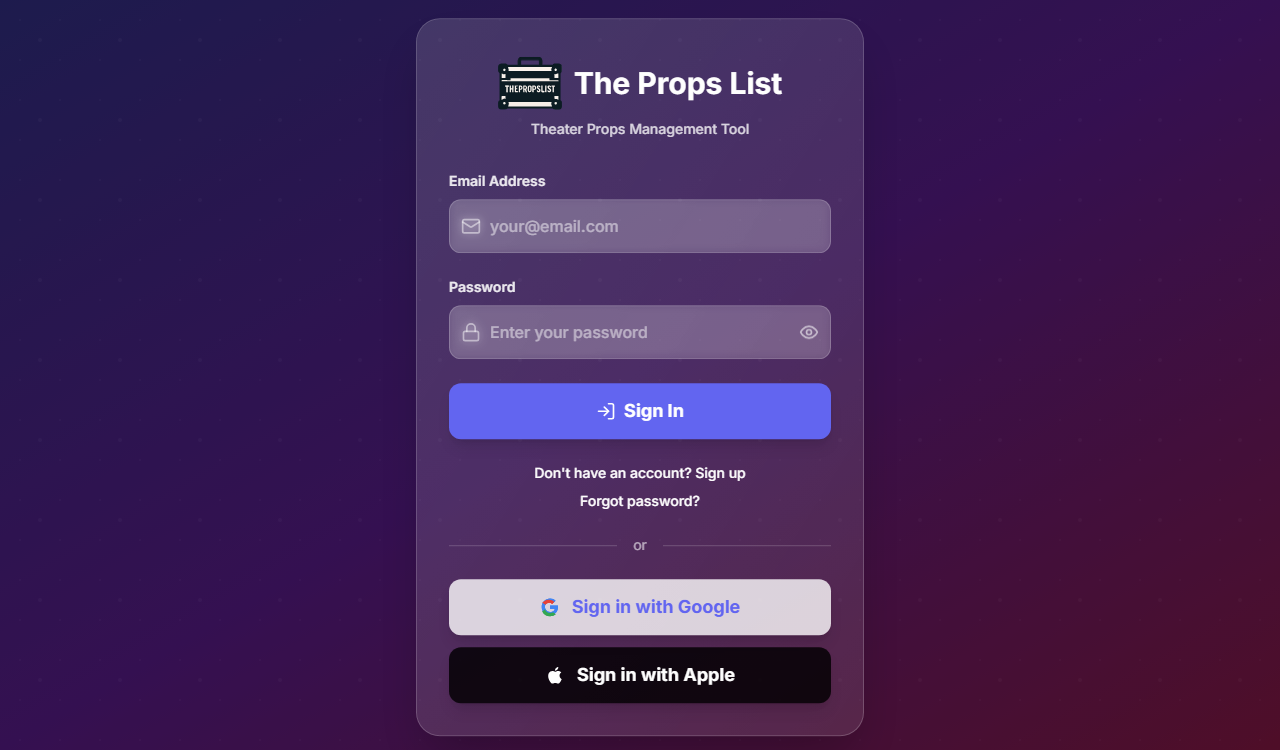 THEPROPSLIST
The Props List
Theater Props Management Tool
Email Address
your@email.com
Password
Enter your password
Sign In
Don't have an account? Sign up
Forgot password?
or
Sign in with Google
Sign in with Apple